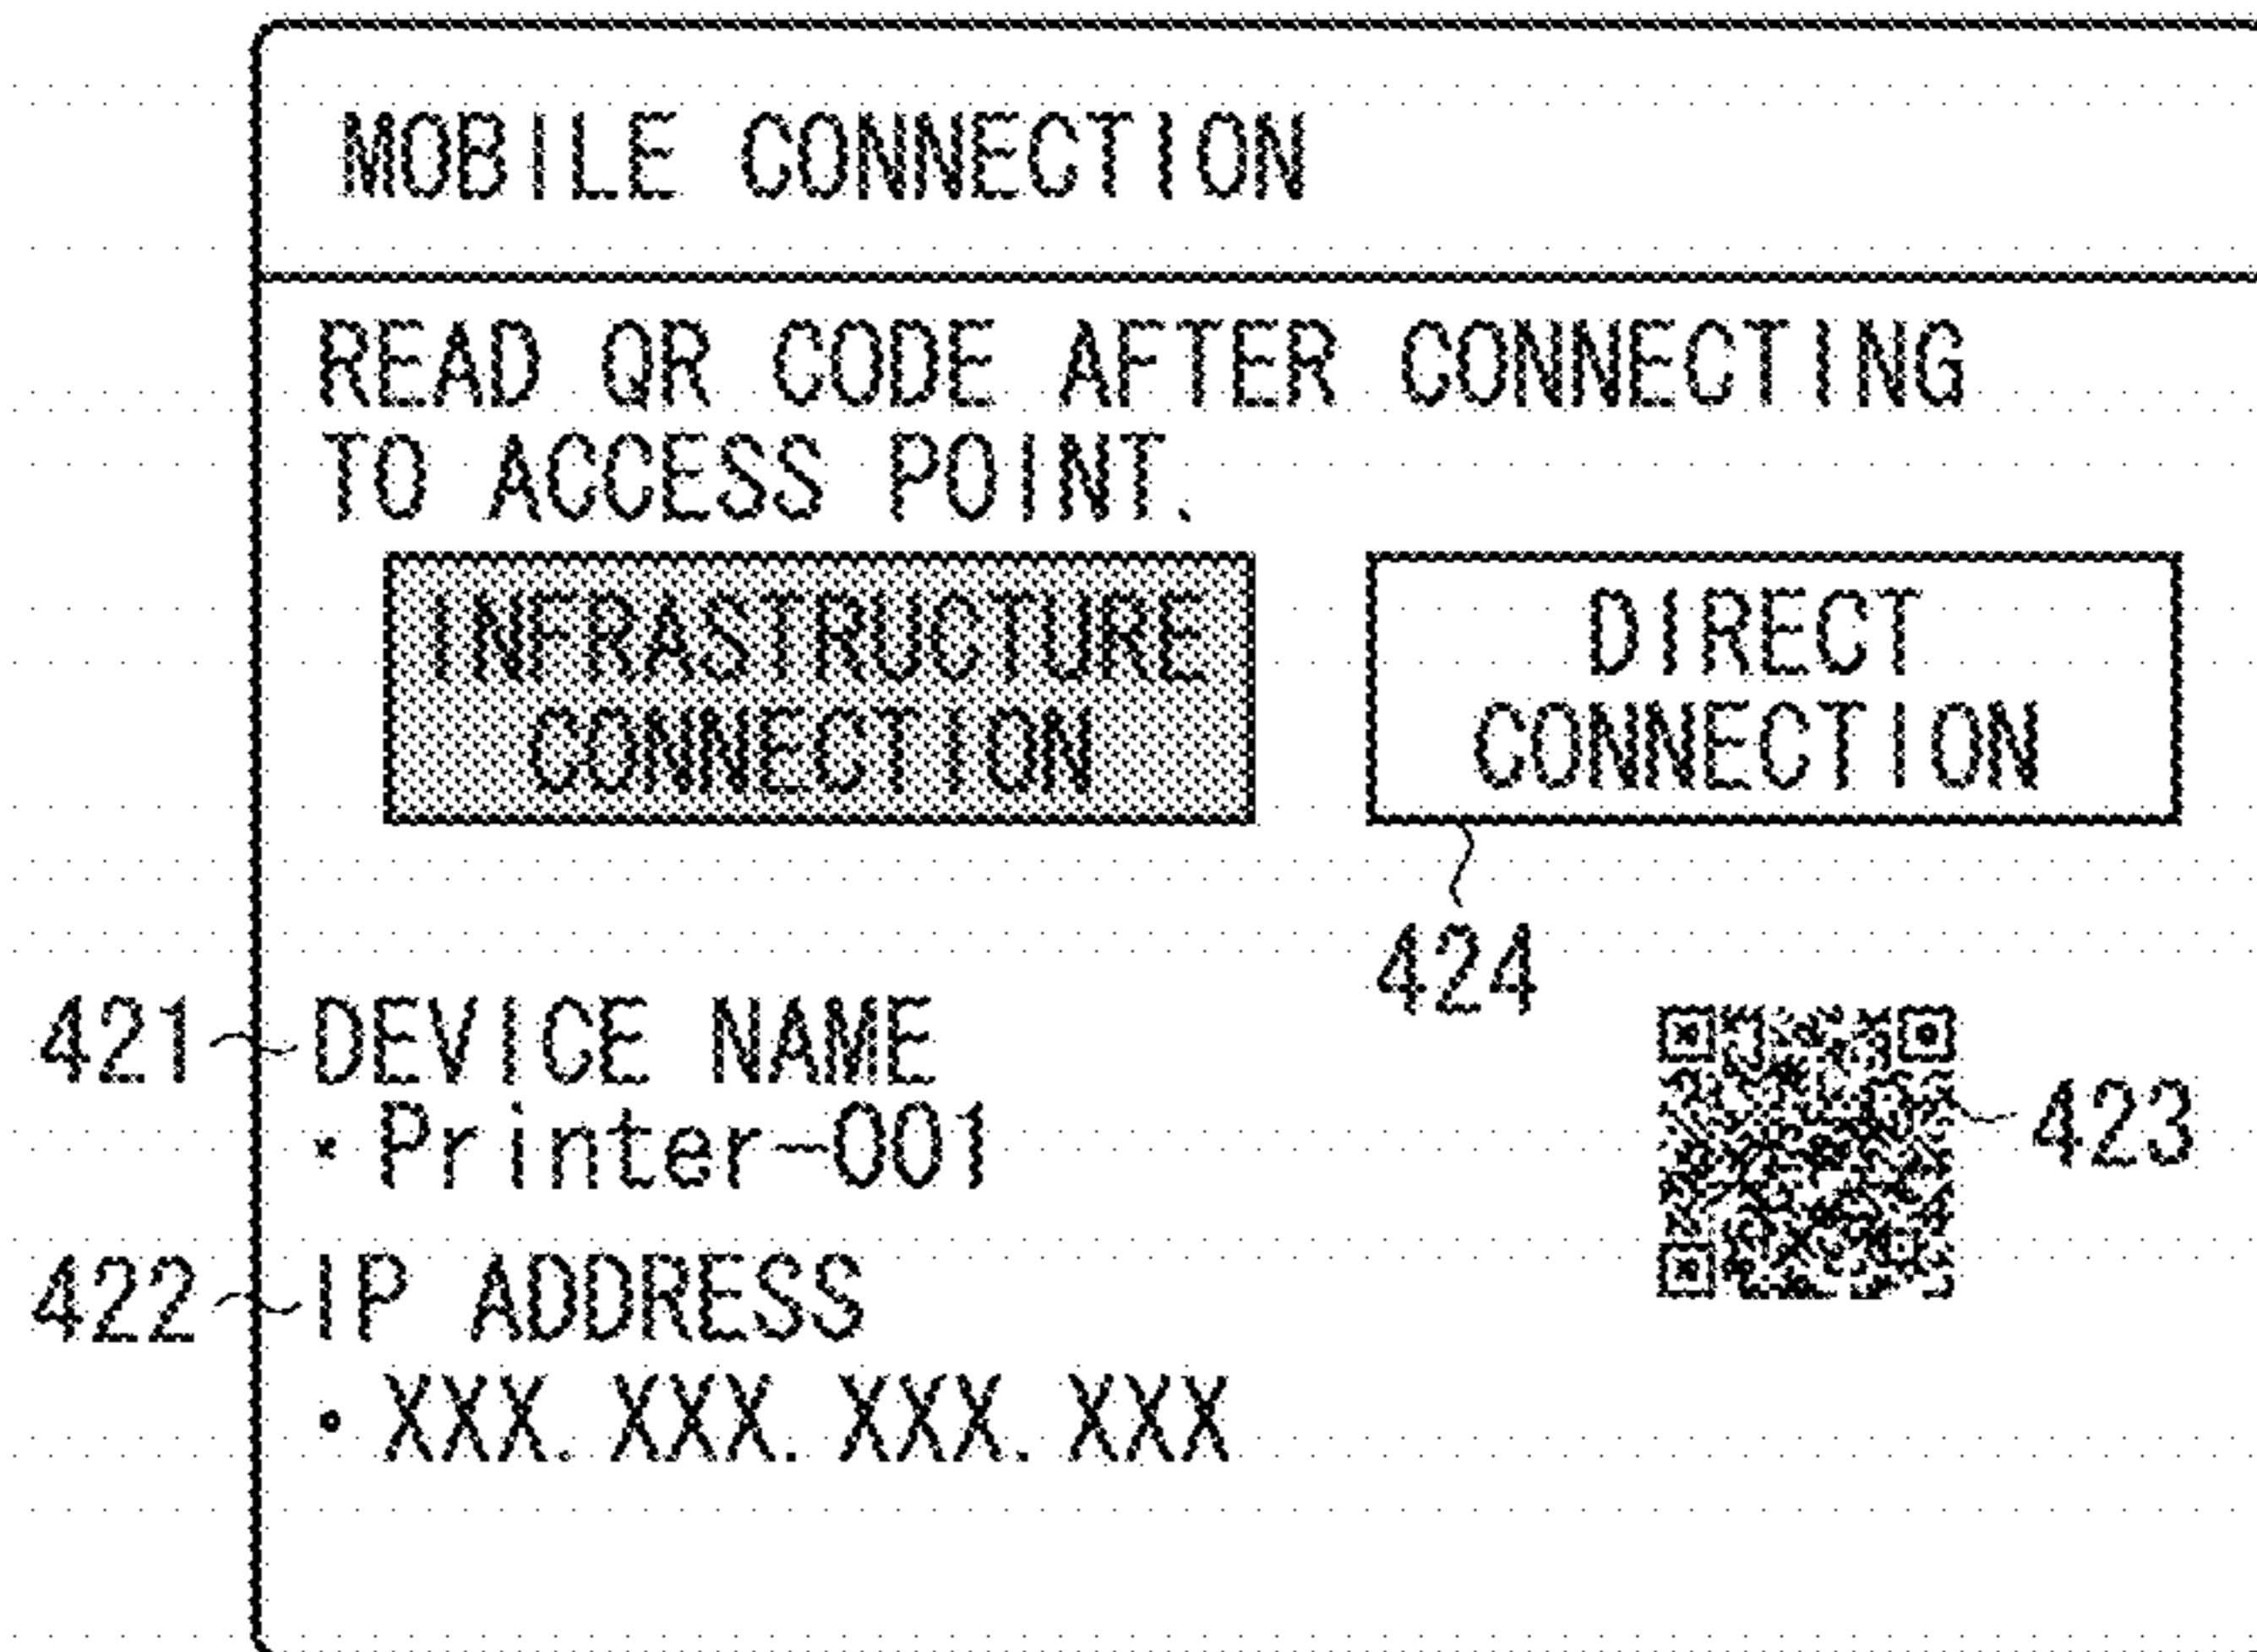 MOBILE CONNECTION
READ QR CODE AFTER CONNECTING
TO ACCESS POINT.
INFRASTRUCTURE
CONNECTION
DIRECT
CONNECTION
424
421
DEVICE NAME
・Printer-001
423
422
IP ADDRESS
・XXX. XXX. XXX. XXX